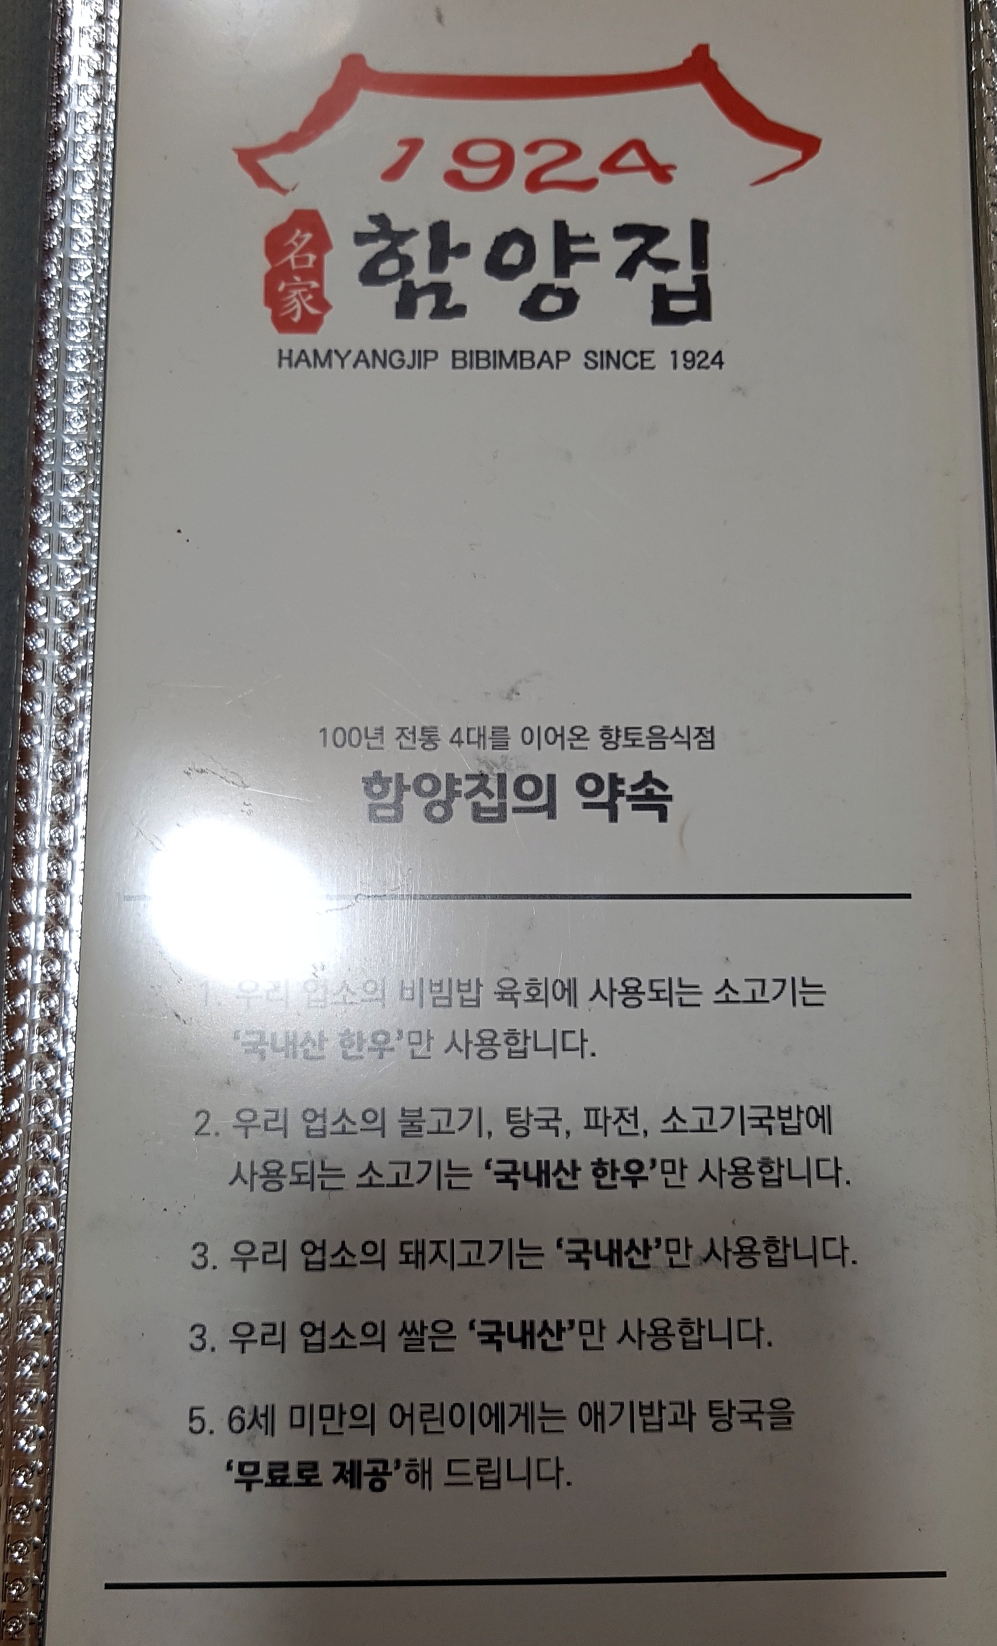 1924
名家
함양집
HAMYANGJIP BIBIMBAP SINCE 1924
100년 전통 4대를 이어온 향토음식점
함양집의 약속
1. 우리 업소의 비빔밥 육회에 사용되는 소고기는
‘국내산 한우’만 사용합니다.
2. 우리 업소의 불고기, 탕국, 파전, 소고기국밥에
사용되는 소고기는 ‘국내산 한우’만 사용합니다.
3. 우리 업소의 돼지고기는 ‘국내산’만 사용합니다.
3. 우리 업소의 쌀은 ‘국내산’만 사용합니다.
5. 6세 미만의 어린이에게는 애기밥과 탕국을
‘무료로 제공’해 드립니다.